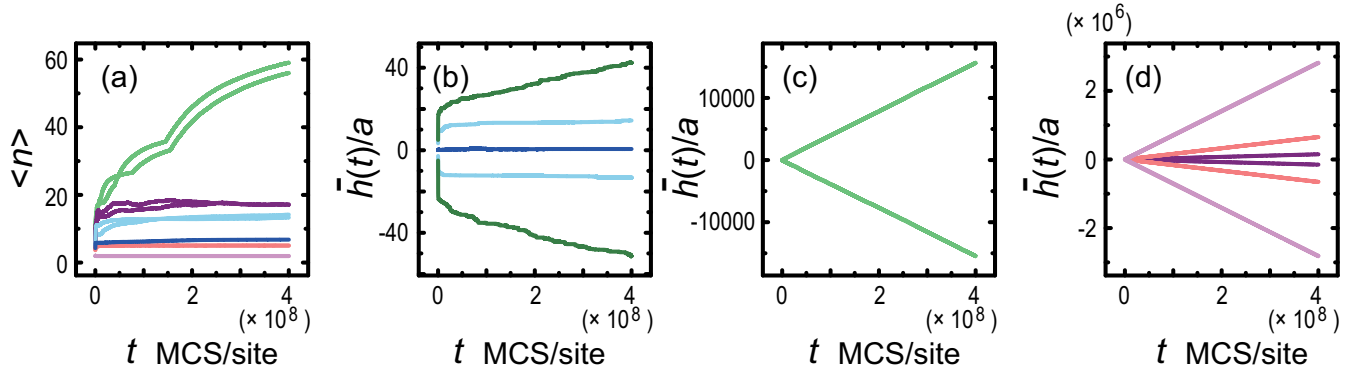 (a)
<n>
60
40
20
0
0 2 4
(× 10⁸)
t MCS/site
(b)
h̄(t)/a
40
0
-40
0 2 4
(× 10⁸)
t MCS/site
(c)
h̄(t)/a
10000
0
-10000
0 2 4
(× 10⁸)
t MCS/site
(× 10⁶)
(d)
h̄(t)/a
2
0
-2
0 2 4
(× 10⁸)
t MCS/site